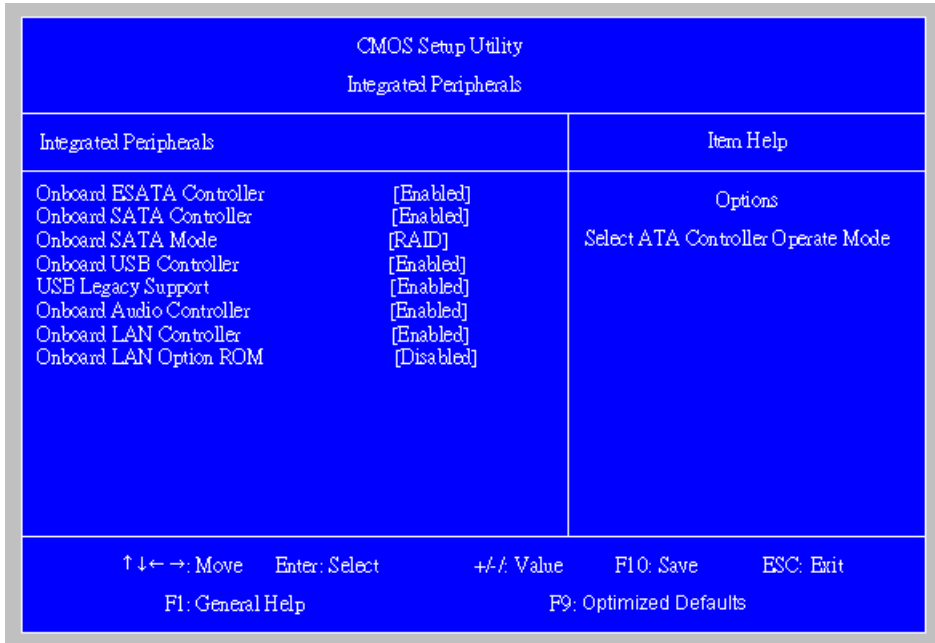 CMOS Setup Utility
Integrated Peripherals
Integrated Peripherals
Item Help
Onboard ESATA Controller [Enabled]
Onboard SATA Controller [Enabled]
Onboard SATA Mode [RAID]
Onboard USB Controller [Enabled]
USB Legacy Support [Enabled]
Onboard Audio Controller [Enabled]
Onboard LAN Controller [Enabled]
Onboard LAN Option ROM [Disabled]
Options
Select ATA Controller Operate Mode
↑↓←→: Move Enter: Select +/-/: Value F10: Save ESC: Exit
F1: General Help F9: Optimized Defaults